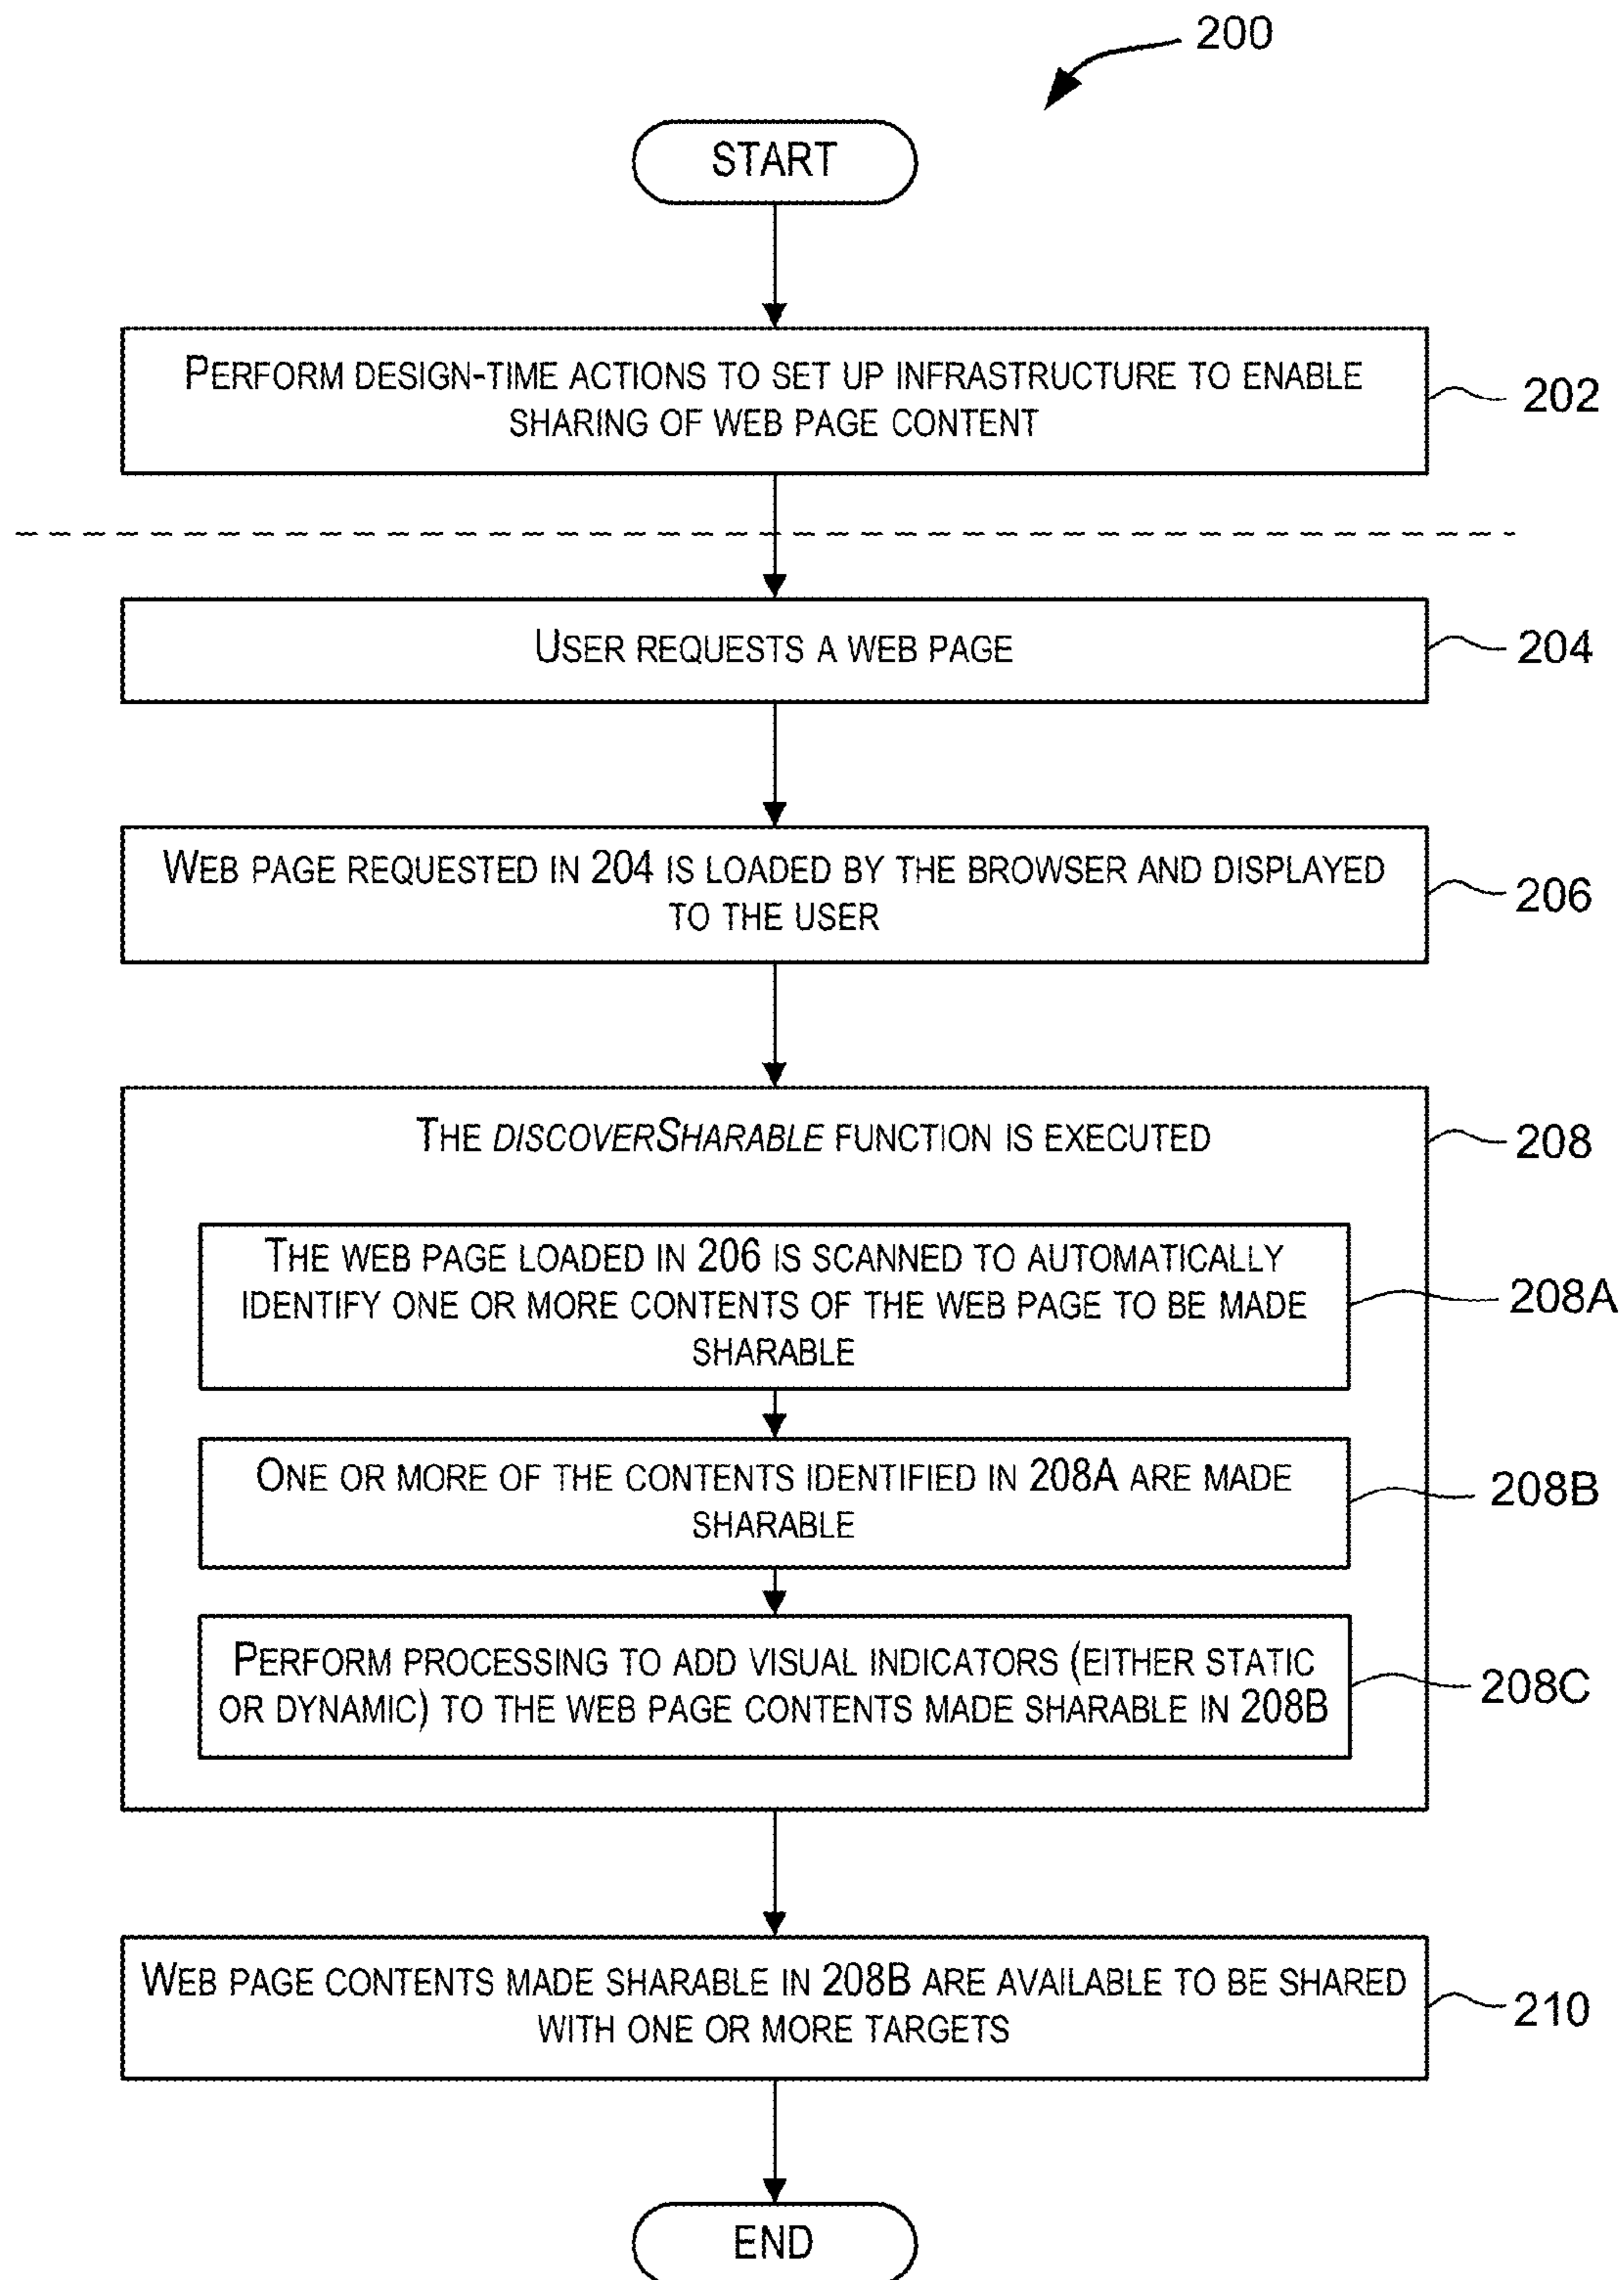 200
START
PERFORM DESIGN-TIME ACTIONS TO SET UP INFRASTRUCTURE TO ENABLE
SHARING OF WEB PAGE CONTENT
202
USER REQUESTS A WEB PAGE
204
WEB PAGE REQUESTED IN 204 IS LOADED BY THE BROWSER AND DISPLAYED
TO THE USER
206
THE DISCOVERSHARABLE FUNCTION IS EXECUTED
208
THE WEB PAGE LOADED IN 206 IS SCANNED TO AUTOMATICALLY
IDENTIFY ONE OR MORE CONTENTS OF THE WEB PAGE TO BE MADE
SHARABLE
208A
ONE OR MORE OF THE CONTENTS IDENTIFIED IN 208A ARE MADE
SHARABLE
208B
PERFORM PROCESSING TO ADD VISUAL INDICATORS (EITHER STATIC
OR DYNAMIC) TO THE WEB PAGE CONTENTS MADE SHARABLE IN 208B
208C
WEB PAGE CONTENTS MADE SHARABLE IN 208B ARE AVAILABLE TO BE SHARED
WITH ONE OR MORE TARGETS
210
END